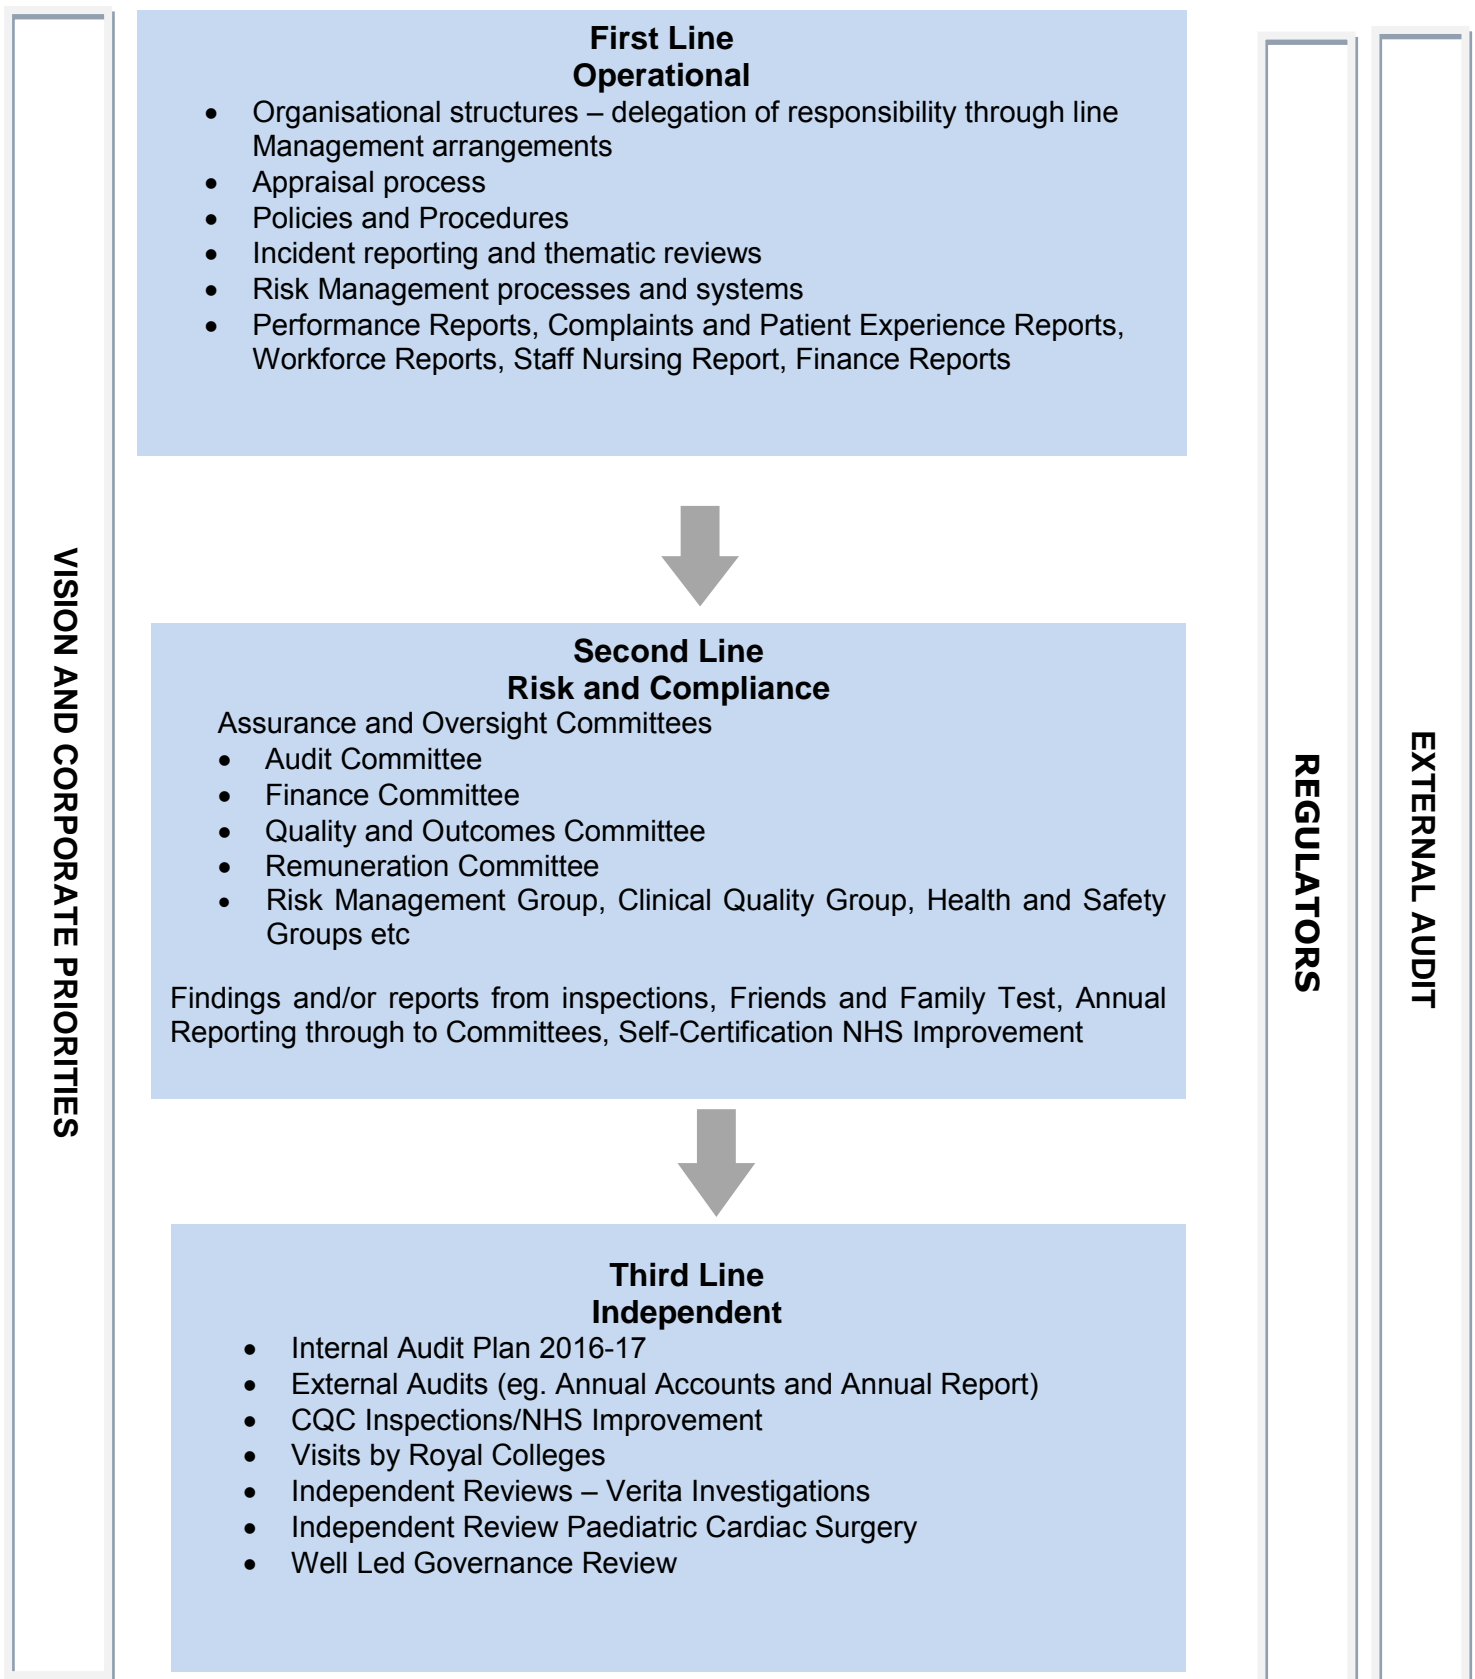 VISION AND CORPORATE PRIORITIES
First Line
Operational
• Organisational structures – delegation of responsibility through line
Management arrangements
• Appraisal process
• Policies and Procedures
• Incident reporting and thematic reviews
• Risk Management processes and systems
• Performance Reports, Complaints and Patient Experience Reports,
Workforce Reports, Staff Nursing Report, Finance Reports
Second Line
Risk and Compliance
Assurance and Oversight Committees
• Audit Committee
• Finance Committee
• Quality and Outcomes Committee
• Remuneration Committee
• Risk Management Group, Clinical Quality Group, Health and Safety
Groups etc
Findings and/or reports from inspections, Friends and Family Test, Annual
Reporting through to Committees, Self-Certification NHS Improvement
Third Line
Independent
• Internal Audit Plan 2016-17
• External Audits (eg. Annual Accounts and Annual Report)
• CQC Inspections/NHS Improvement
• Visits by Royal Colleges
• Independent Reviews – Verita Investigations
• Independent Review Paediatric Cardiac Surgery
• Well Led Governance Review
REGULATORS
EXTERNAL AUDIT